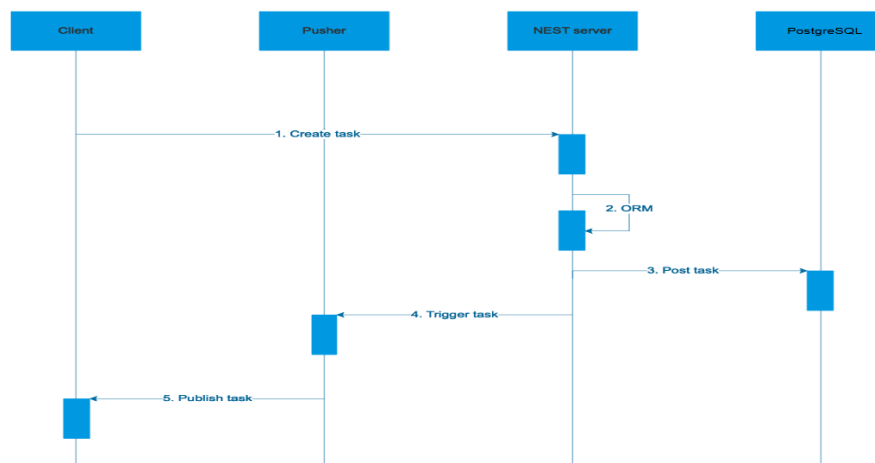 Client
Pusher
NEST server
PostgreSQL
1. Create task
2. ORM
3. Post task
4. Trigger task
5. Publish task